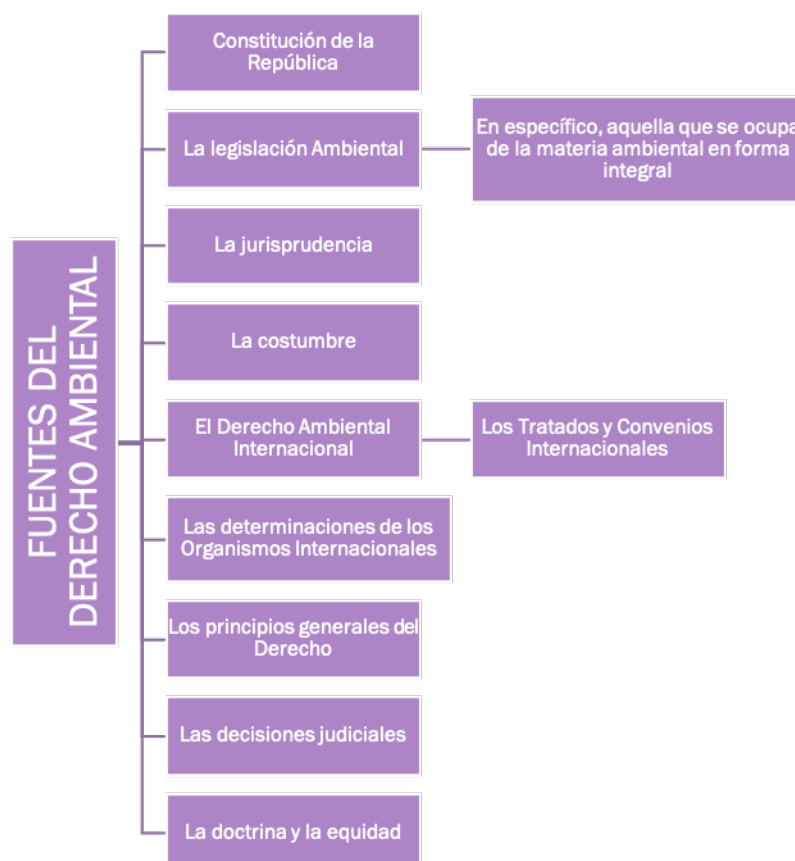 FUENTES DEL
DERECHO AMBIENTAL
Constitución de la
República
La legislación Ambiental
En específico, aquella que se ocupa
de la materia ambiental en forma
integral
La jurisprudencia
La costumbre
El Derecho Ambiental
Internacional
Los Tratados y Convenios
Internacionales
Las determinaciones de los
Organismos Internacionales
Los principios generales del
Derecho
Las decisiones judiciales
La doctrina y la equidad